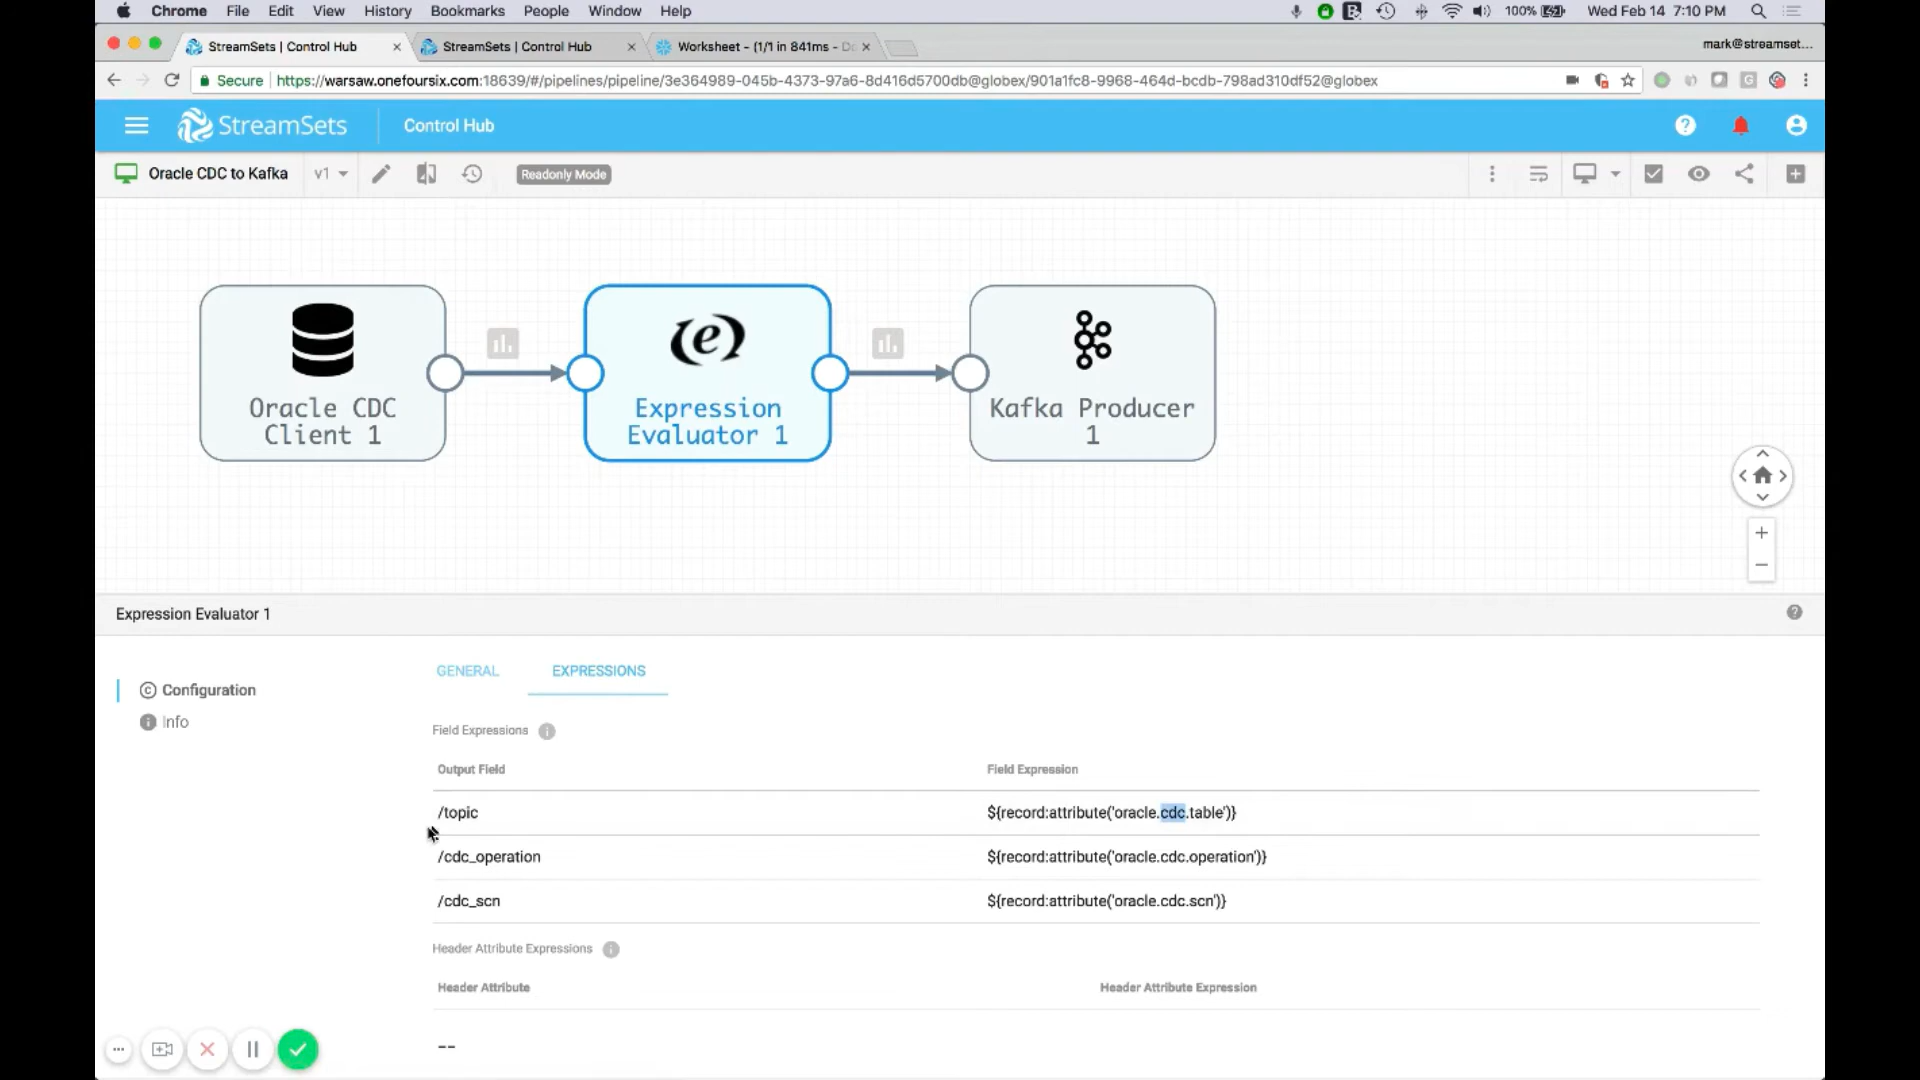 Chrome File Edit View History Bookmarks People Window Help 100% Wed Feb 14 7:10 PM
StreamSets | Control Hub StreamSets | Control Hub Worksheet - (1/1 in 841ms - mark@streamset...
Secure https://warsaw.onefoursix.com:18639/#/pipelines/pipeline/3e364989-045b-4373-97a6-8d416d5700db@globex/901a1fc8-9968-464d-bcdb-798ad310df52@globex
StreamSets Control Hub
Oracle CDC to Kafka v1 Readonly Mode
Oracle CDC
Client 1
Expression
Evaluator 1
Kafka Producer
1
Expression Evaluator 1
GENERAL EXPRESSIONS
Configuration
Info
Field Expressions
Output Field Field Expression
/topic ${record:attribute('oracle.cdc.table')}
/cdc_operation ${record:attribute('oracle.cdc.operation')}
/cdc_scn ${record:attribute('oracle.cdc.scn')}
Header Attribute Expressions
Header Attribute Header Attribute Expression
--